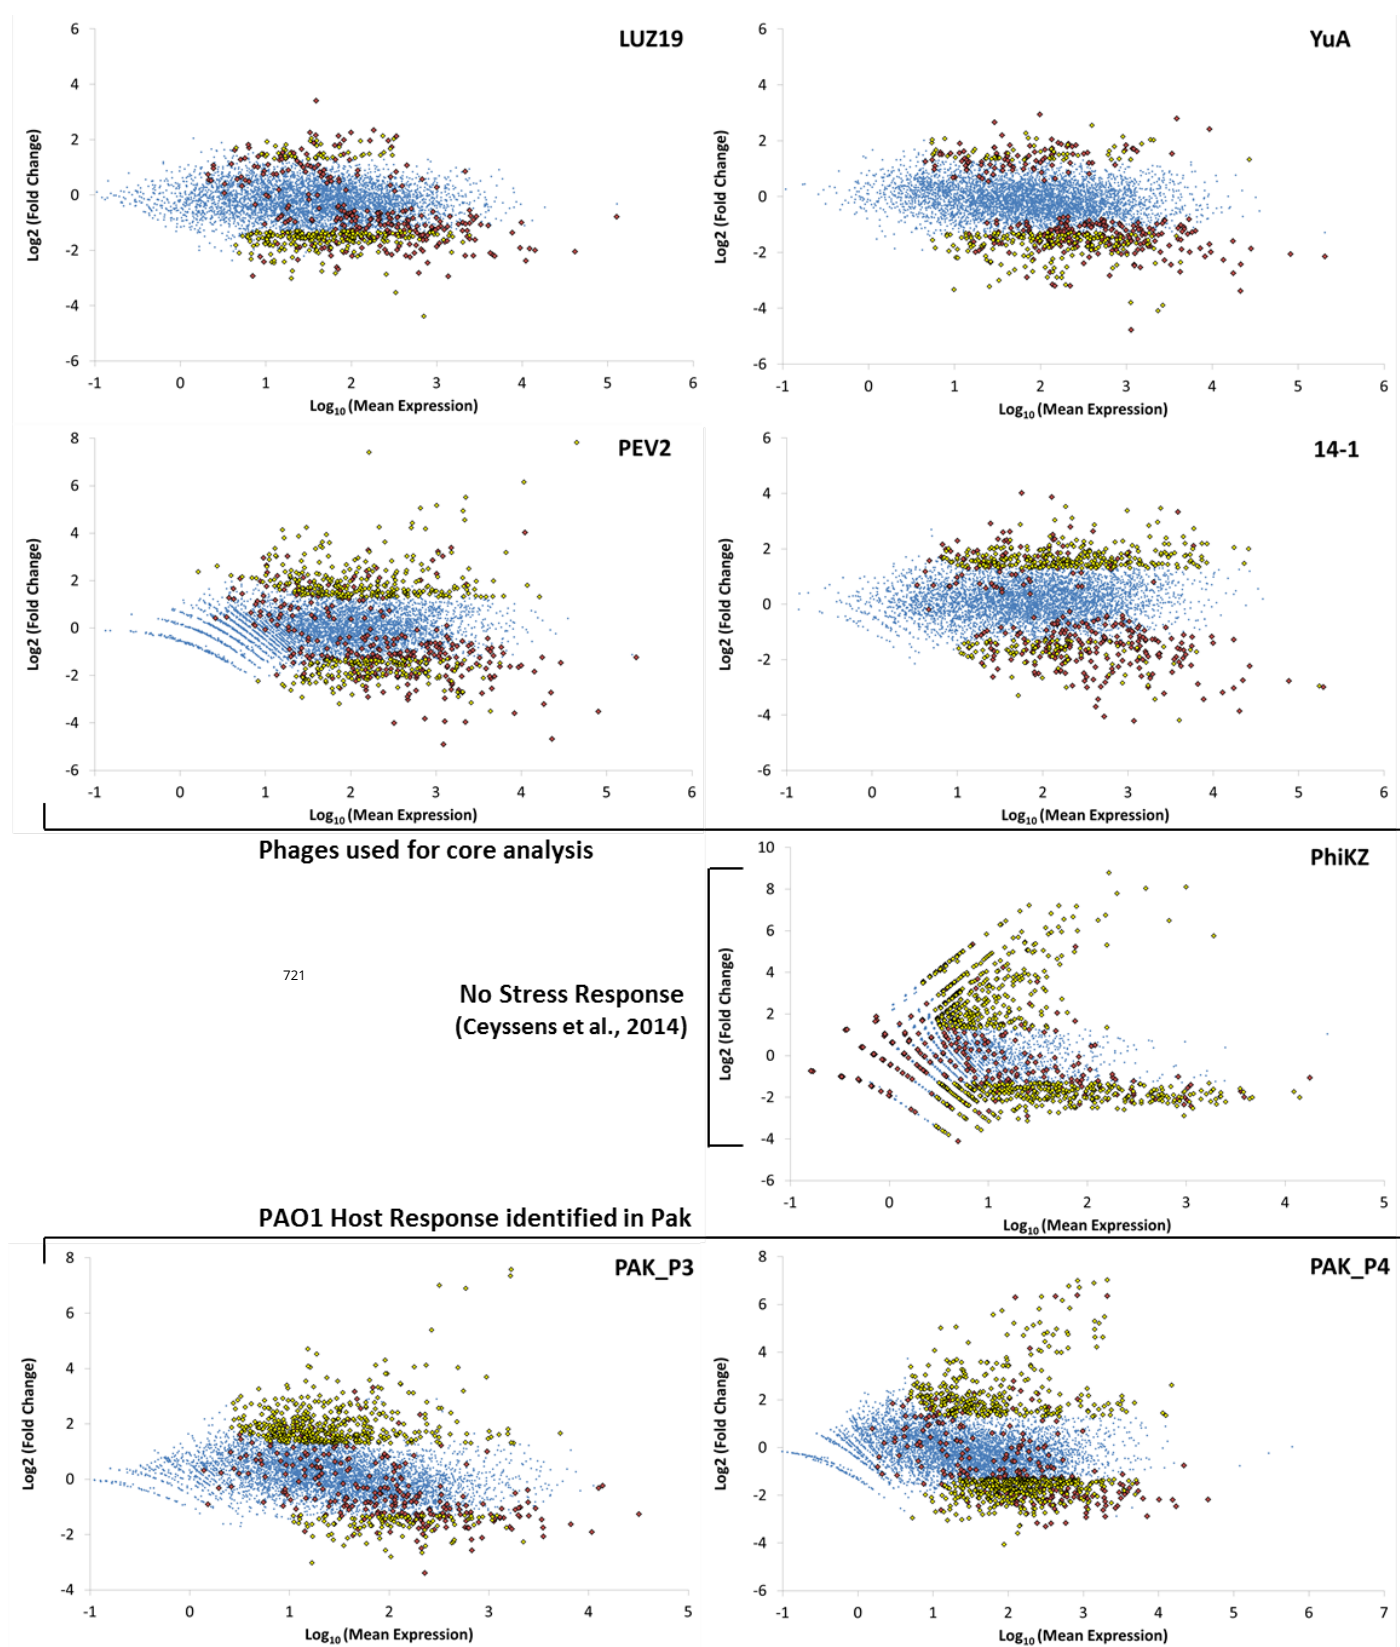 LUZ19
6
4
2
0
-2
-4
-6
Log2 (Fold Change)
-1 0 1 2 3 4 5 6
Log10 (Mean Expression)
YuA
6
4
2
0
-2
-4
-6
Log2 (Fold Change)
-1 0 1 2 3 4 5 6
Log10 (Mean Expression)
PEV2
8
6
4
2
0
-2
-4
-6
Log2 (Fold Change)
-1 0 1 2 3 4 5 6
Log10 (Mean Expression)
14-1
6
4
2
0
-2
-4
-6
Log2 (Fold Change)
-1 0 1 2 3 4 5 6
Log10 (Mean Expression)
Phages used for core analysis
721
No Stress Response
(Ceyssens et al., 2014)
PhiKZ
10
8
6
4
2
0
-2
-4
-6
Log2 (Fold Change)
-1 0 1 2 3 4 5
Log10 (Mean Expression)
PAO1 Host Response identified in Pak
PAK_P3
8
6
4
2
0
-2
-4
Log2 (Fold Change)
-1 0 1 2 3 4 5
Log10 (Mean Expression)
PAK_P4
8
6
4
2
0
-2
-4
-6
Log2 (Fold Change)
-1 0 1 2 3 4 5 6 7
Log10 (Mean Expression)